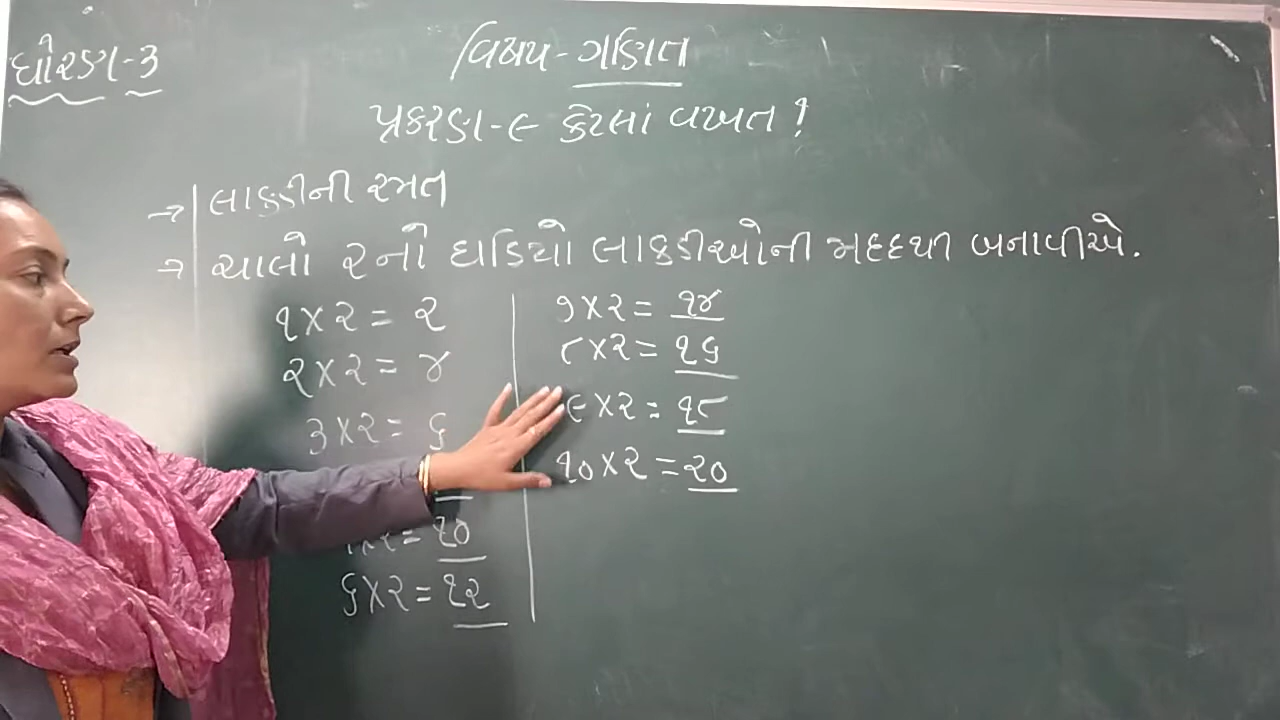 ધોરણ-૩
વિષય-ગણિત
પ્રકરણ-૯ કેટલાં વખત !
→ લાકડીની રમત
→ ચાલો ૨નો ઘડિયો લાકડીઓની મદદથી બનાવીએ.
૧×૨=૨
૨×૨=૪
૩×૨=૬
=૧૦
૬×૨=૧૨
૭×૨=૧૪
૮×૨=૧૬
૯×૨=૧૮
૧૦×૨=૨૦